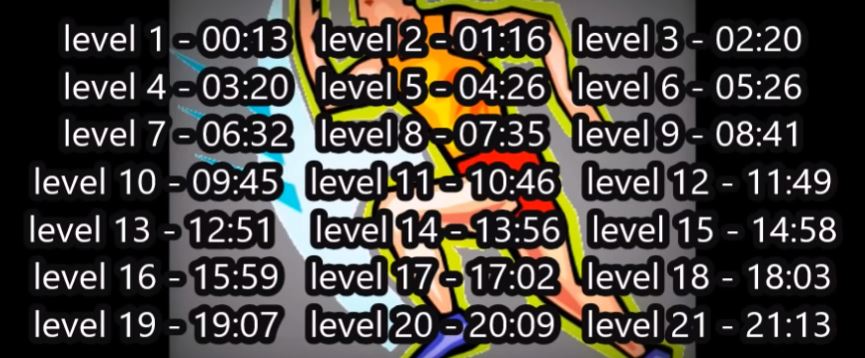 level 1 - 00:13 level 2 - 01:16 level 3 - 02:20
level 4 - 03:20 level 5 - 04:26 level 6 - 05:26
level 7 - 06:32 level 8 - 07:35 level 9 - 08:41
level 10 - 09:45 level 11 - 10:46 level 12 - 11:49
level 13 - 12:51 level 14 - 13:56 level 15 - 14:58
level 16 - 15:59 level 17 - 17:02 level 18 - 18:03
level 19 - 19:07 level 20 - 20:09 level 21 - 21:13